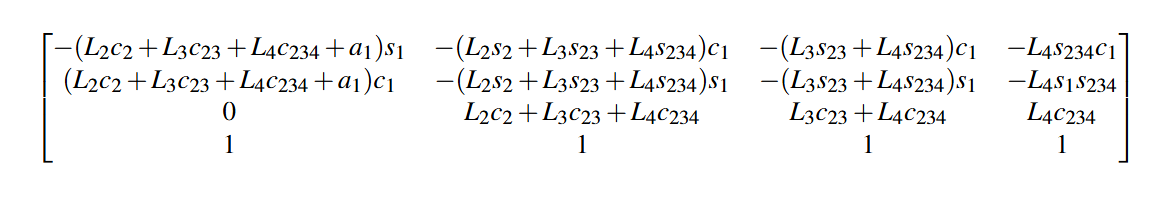 −(L₂c₂ + L₃c₂₃ + L₄c₂₃₄ + a₁)s₁ −(L₂s₂ + L₃s₂₃ + L₄s₂₃₄)c₁ −(L₃s₂₃ + L₄s₂₃₄)c₁ −L₄s₂₃₄c₁
(L₂c₂ + L₃c₂₃ + L₄c₂₃₄ + a₁)c₁ −(L₂s₂ + L₃s₂₃ + L₄s₂₃₄)s₁ −(L₃s₂₃ + L₄s₂₃₄)s₁ −L₄s₁s₂₃₄
0 L₂c₂ + L₃c₂₃ + L₄c₂₃₄ L₃c₂₃ + L₄c₂₃₄ L₄c₂₃₄
1 1 1 1